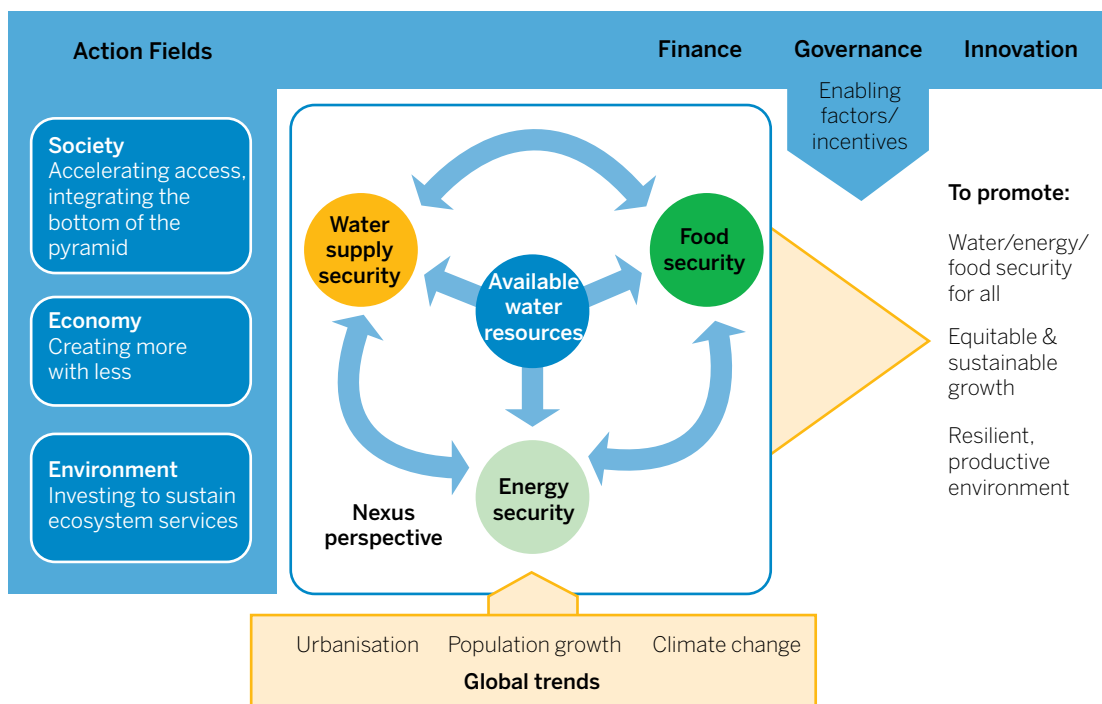 Action Fields
Finance
Governance
Innovation
Enabling
factors/
incentives
Society
Accelerating access,
integrating the
bottom of the
pyramid
Economy
Creating more
with less
Environment
Investing to sustain
ecosystem services
Water
supply
security
Food
security
Available
water
resources
Energy
security
Nexus
perspective
To promote:
Water/energy/
food security
for all
Equitable &
sustainable
growth
Resilient,
productive
environment
Urbanisation
Population growth
Climate change
Global trends